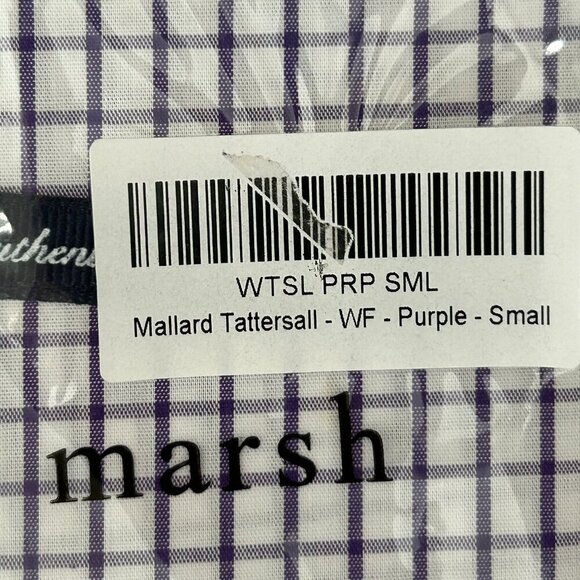 WTSL PRP SML
Mallard Tattersall - WF - Purple - Small
marsh